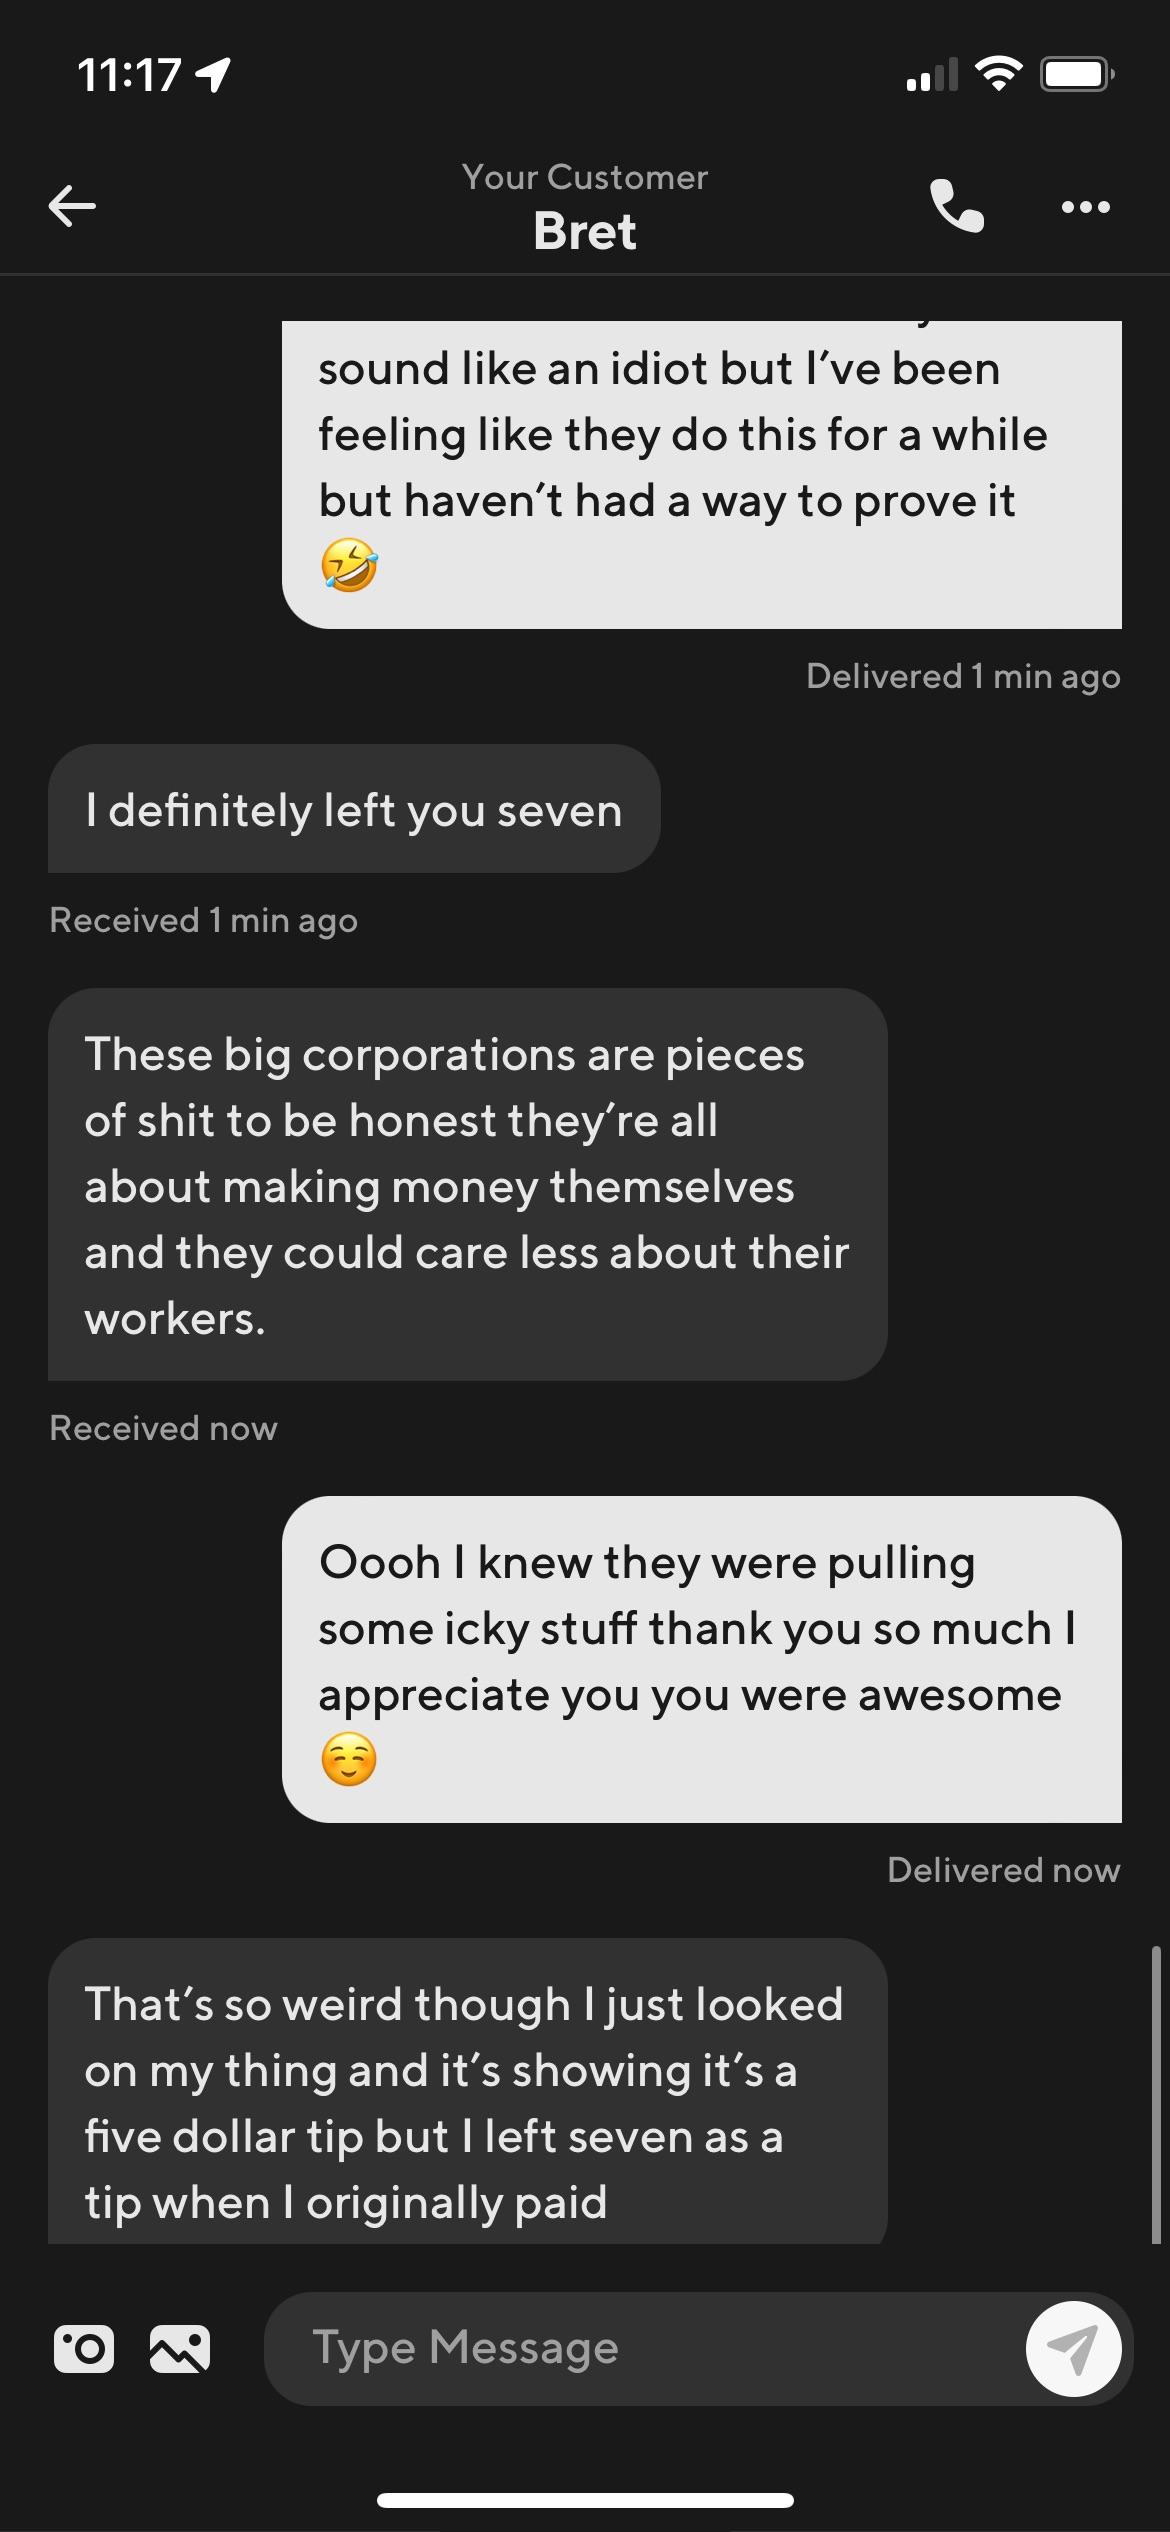 11:17
Your Customer
Bret
sound like an idiot but I've been
feeling like they do this for a while
but haven't had a way to prove it
🤣
Delivered 1 min ago
I definitely left you seven
Received 1 min ago
These big corporations are pieces
of shit to be honest they're all
about making money themselves
and they could care less about their
workers.
Received now
Oooh I knew they were pulling
some icky stuff thank you so much I
appreciate you you were awesome
☺️
Delivered now
That's so weird though I just looked
on my thing and it's showing it's a
five dollar tip but I left seven as a
tip when I originally paid
Type Message